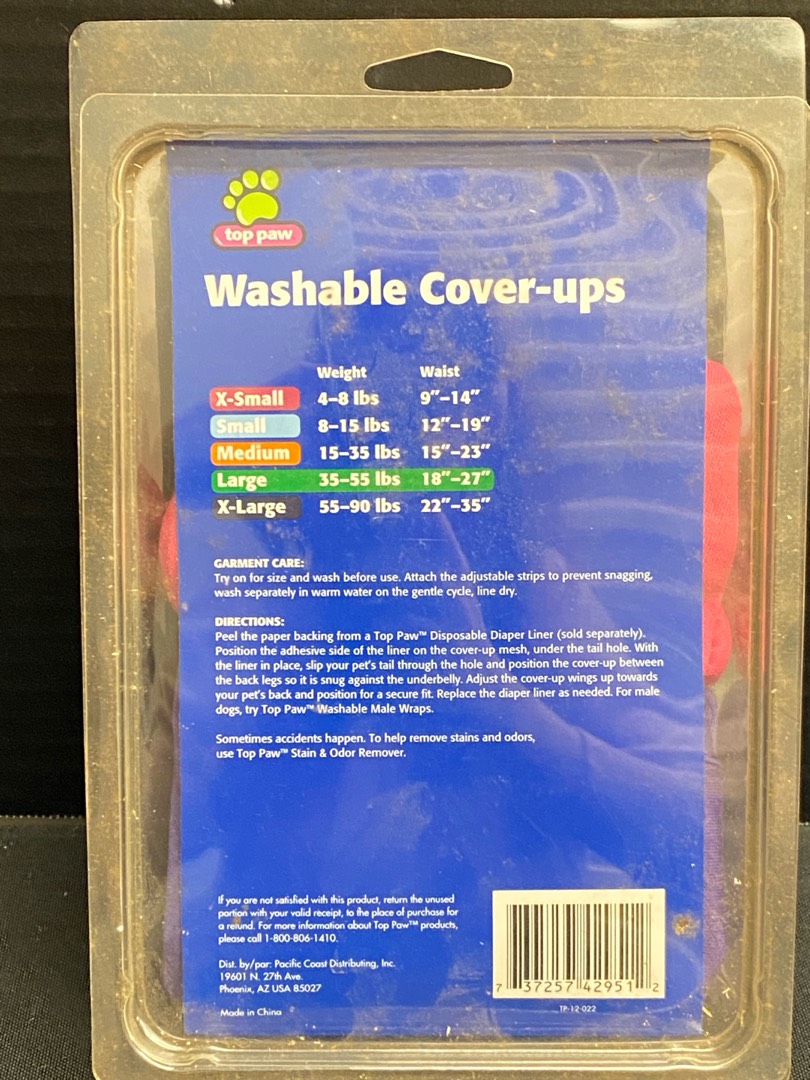 top paw
Washable Cover-ups
Weight Waist
X-Small 4–8 lbs 9"–14"
Small 8–15 lbs 12"–19"
Medium 15–35 lbs 15"–23"
Large 35–55 lbs 18"–27"
X-Large 55–90 lbs 22"–35"
GARMENT CARE:
Try on for size and wash before use. Attach the adjustable strips to prevent snagging,
wash separately in warm water on the gentle cycle, line dry.
DIRECTIONS:
Peel the paper backing from a Top Paw™ Disposable Diaper Liner (sold separately).
Position the adhesive side of the liner on the cover-up mesh, under the tail hole. With
the liner in place, slip your pet's tail through the hole and position the cover-up between
the back legs so it is snug against the underbelly. Adjust the cover-up wings up towards
your pet's back and position for a secure fit. Replace the diaper liner as needed. For male
dogs, try Top Paw™ Washable Male Wraps.
Sometimes accidents happen. To help remove stains and odors,
use Top Paw™ Stain & Odor Remover.
If you are not satisfied with this product, return the unused
portion with your valid receipt, to the place of purchase for
a refund. For more information about Top Paw™ products,
please call 1-800-806-1410.
Dist. by/par: Pacific Coast Distributing, Inc.
19601 N. 27th Ave.
Phoenix, AZ USA 85027
Made in China
7 37257 42951 2
TP-12-022